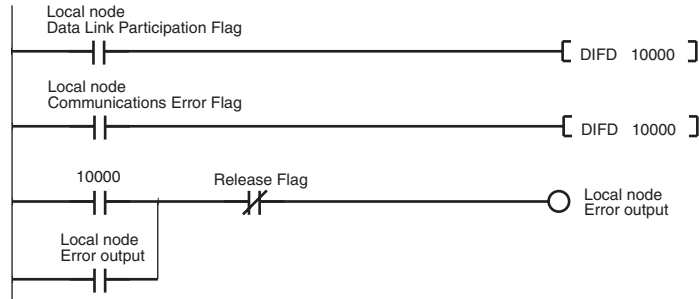 Local node
Data Link Participation Flag
DIFD 10000
Local node
Communications Error Flag
DIFD 10000
10000
Release Flag
Local node
Error output
Local node
Error output